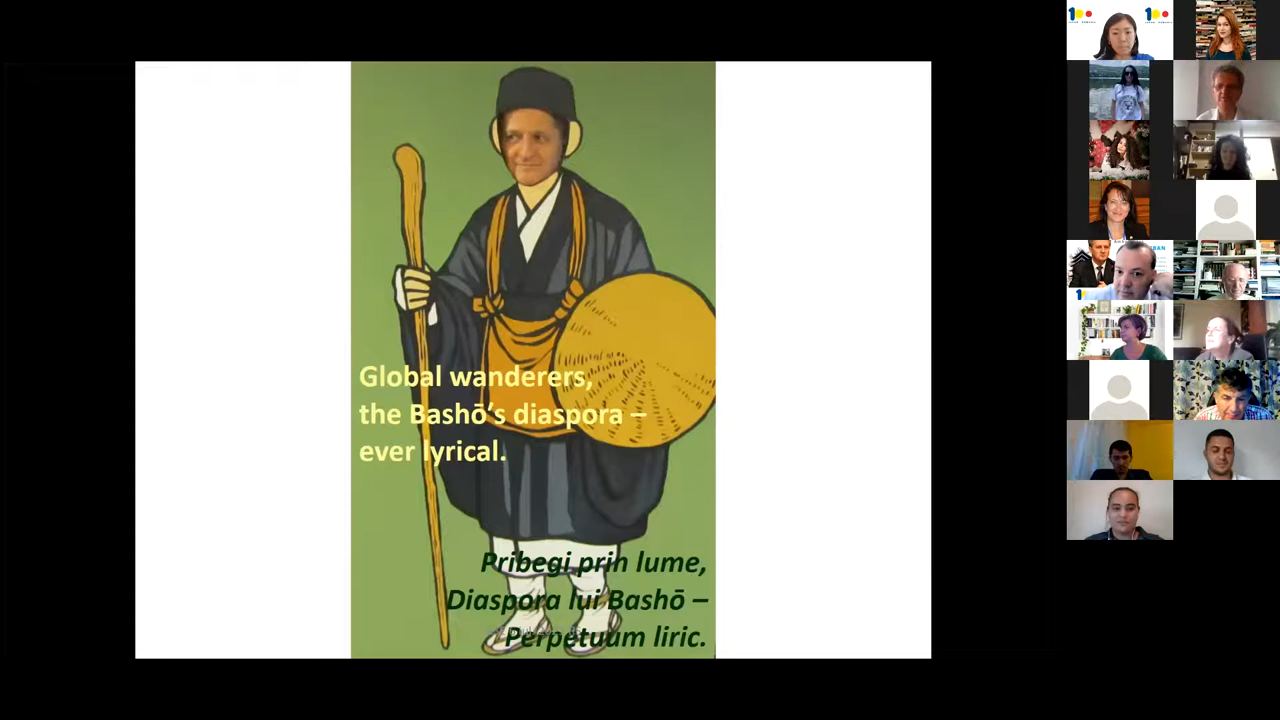 Global wanderers,
the Bashō's diaspora –
ever lyrical.
Pribegi prin lume,
Diaspora lui Bashō –
Perpetuum liric.